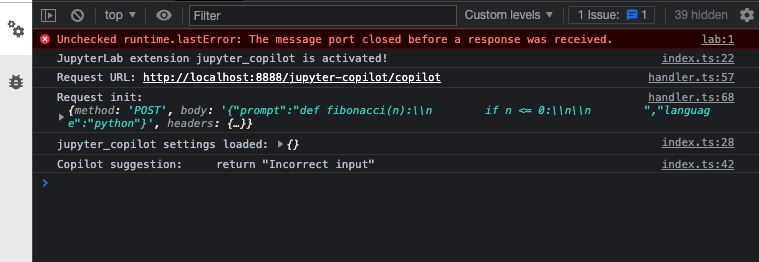 top ▾
Filter
Custom levels ▾
1 Issue: 1
39 hidden
Unchecked runtime.lastError: The message port closed before a response was received. lab:1
JupyterLab extension jupyter_copilot is activated! index.ts:22
Request URL: http://localhost:8888/jupyter-copilot/copilot handler.ts:57
Request init: handler.ts:68
▶ {method: 'POST', body: '{"prompt":"def fibonacci(n):\\n       if n <= 0:\\n\\n        ","languag
e":"python"}', headers: {…}}
jupyter_copilot settings loaded: ▶ {} index.ts:28
Copilot suggestion:     return "Incorrect input" index.ts:42
>